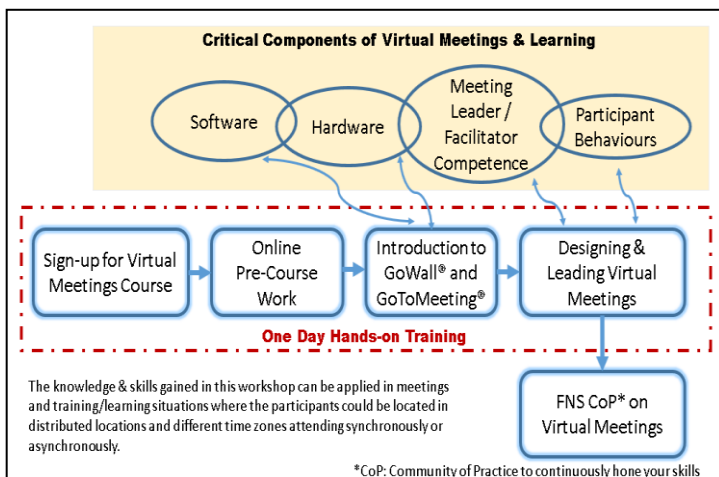 Critical Components of Virtual Meetings & Learning
Software
Hardware
Meeting
Leader /
Facilitator
Competence
Participant
Behaviours
Sign-up for Virtual
Meetings Course
Online
Pre-Course
Work
Introduction to
GoWall® and
GoToMeeting®
Designing &
Leading Virtual
Meetings
One Day Hands-on Training
The knowledge & skills gained in this workshop can be applied in meetings
and training/learning situations where the participants could be located in
distributed locations and different time zones attending synchronously or
asynchronously.
FNS CoP* on
Virtual Meetings
*CoP: Community of Practice to continuously hone your skills